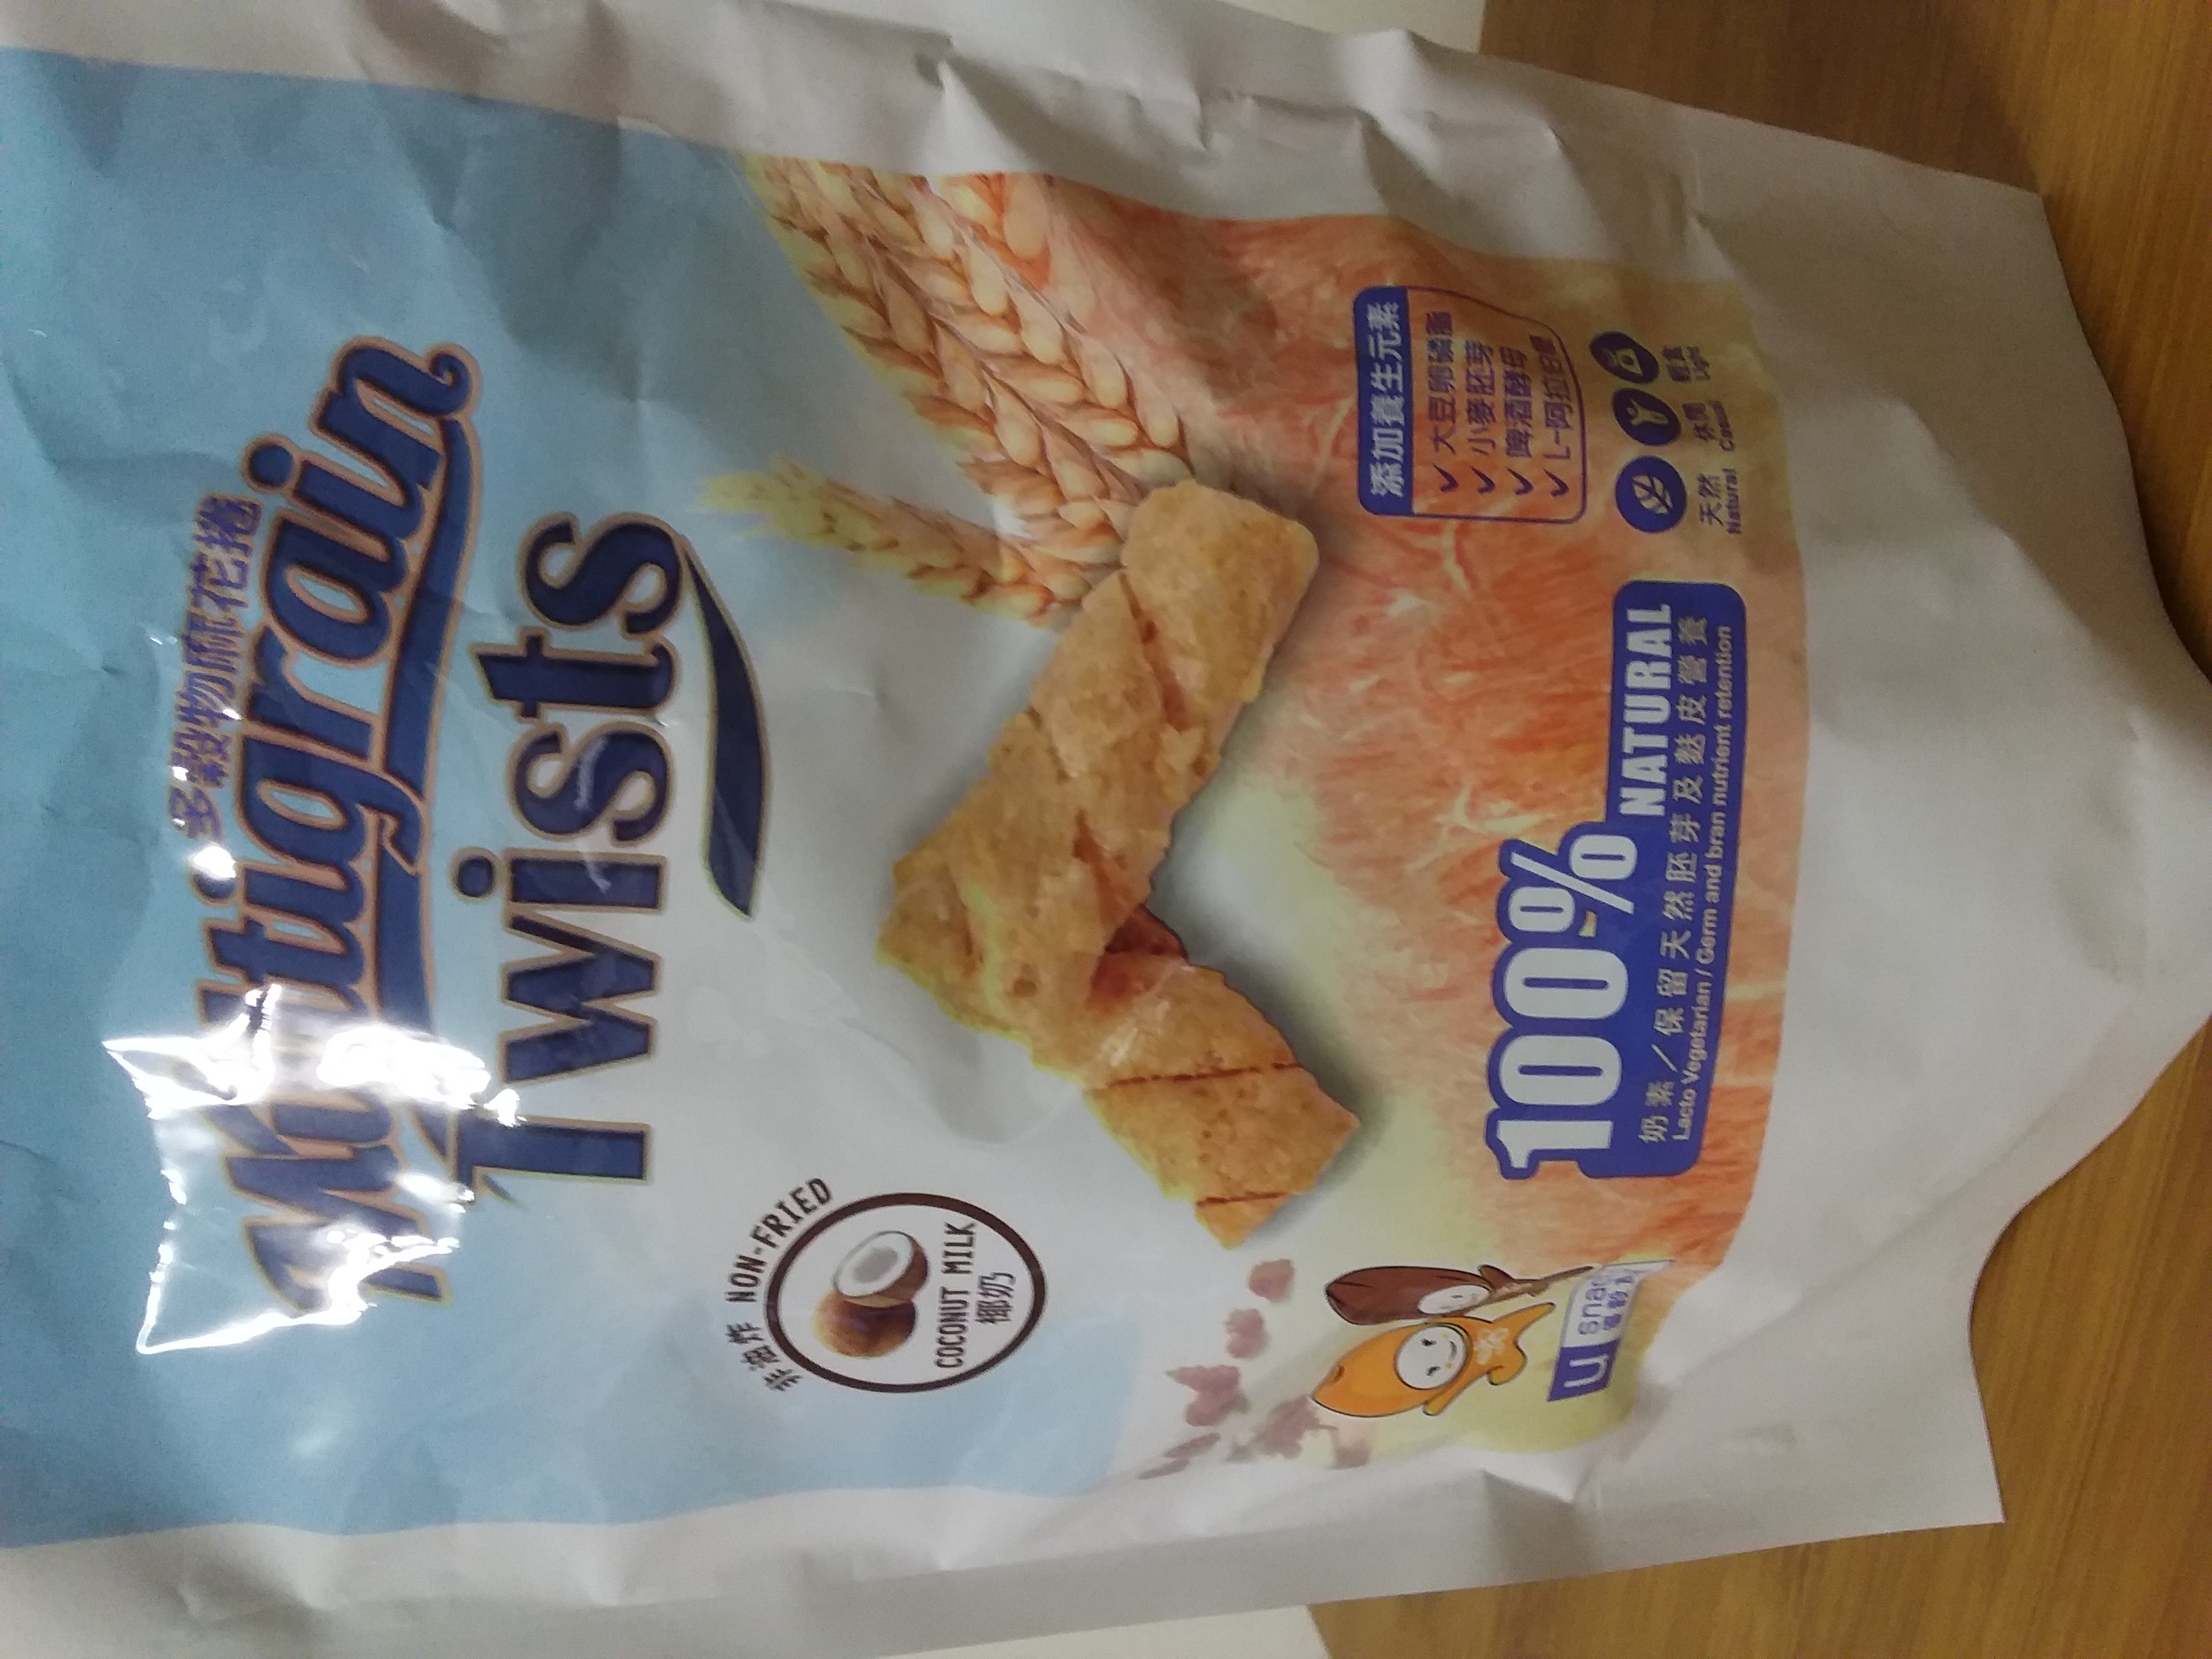 多穀物麻花捲
Multigrain
Twists
非油炸 NON-FRIED
COCONUT MILK
椰奶
添加養生元素
✓大豆卵磷脂
✓小麥胚芽
✓啤酒酵母
✓L-阿拉伯糖
天然 休閒 輕食
Natural Casual Light
100% NATURAL
奶素／保留天然胚芽及麩皮營養
Lacto Vegetarian / Germ and bran nutrient retention
u